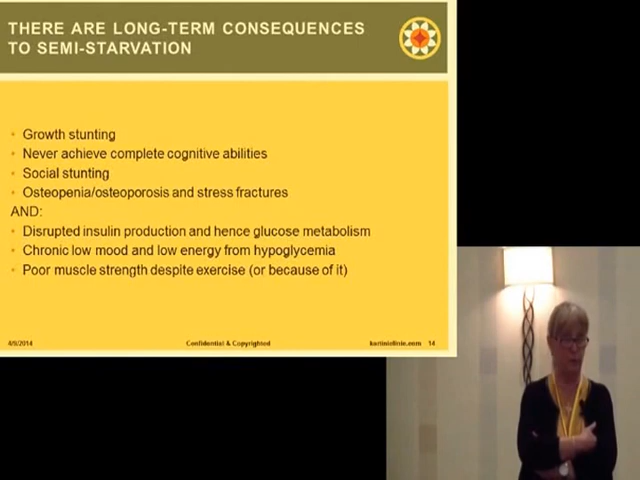 THERE ARE LONG-TERM CONSEQUENCES
TO SEMI-STARVATION
• Growth stunting
• Never achieve complete cognitive abilities
• Social stunting
• Osteopenia/osteoporosis and stress fractures
AND:
• Disrupted insulin production and hence glucose metabolism
• Chronic low mood and low energy from hypoglycemia
• Poor muscle strength despite exercise (or because of it)
4/9/2014 Confidential & Copyrighted kartiniclinic.com 14